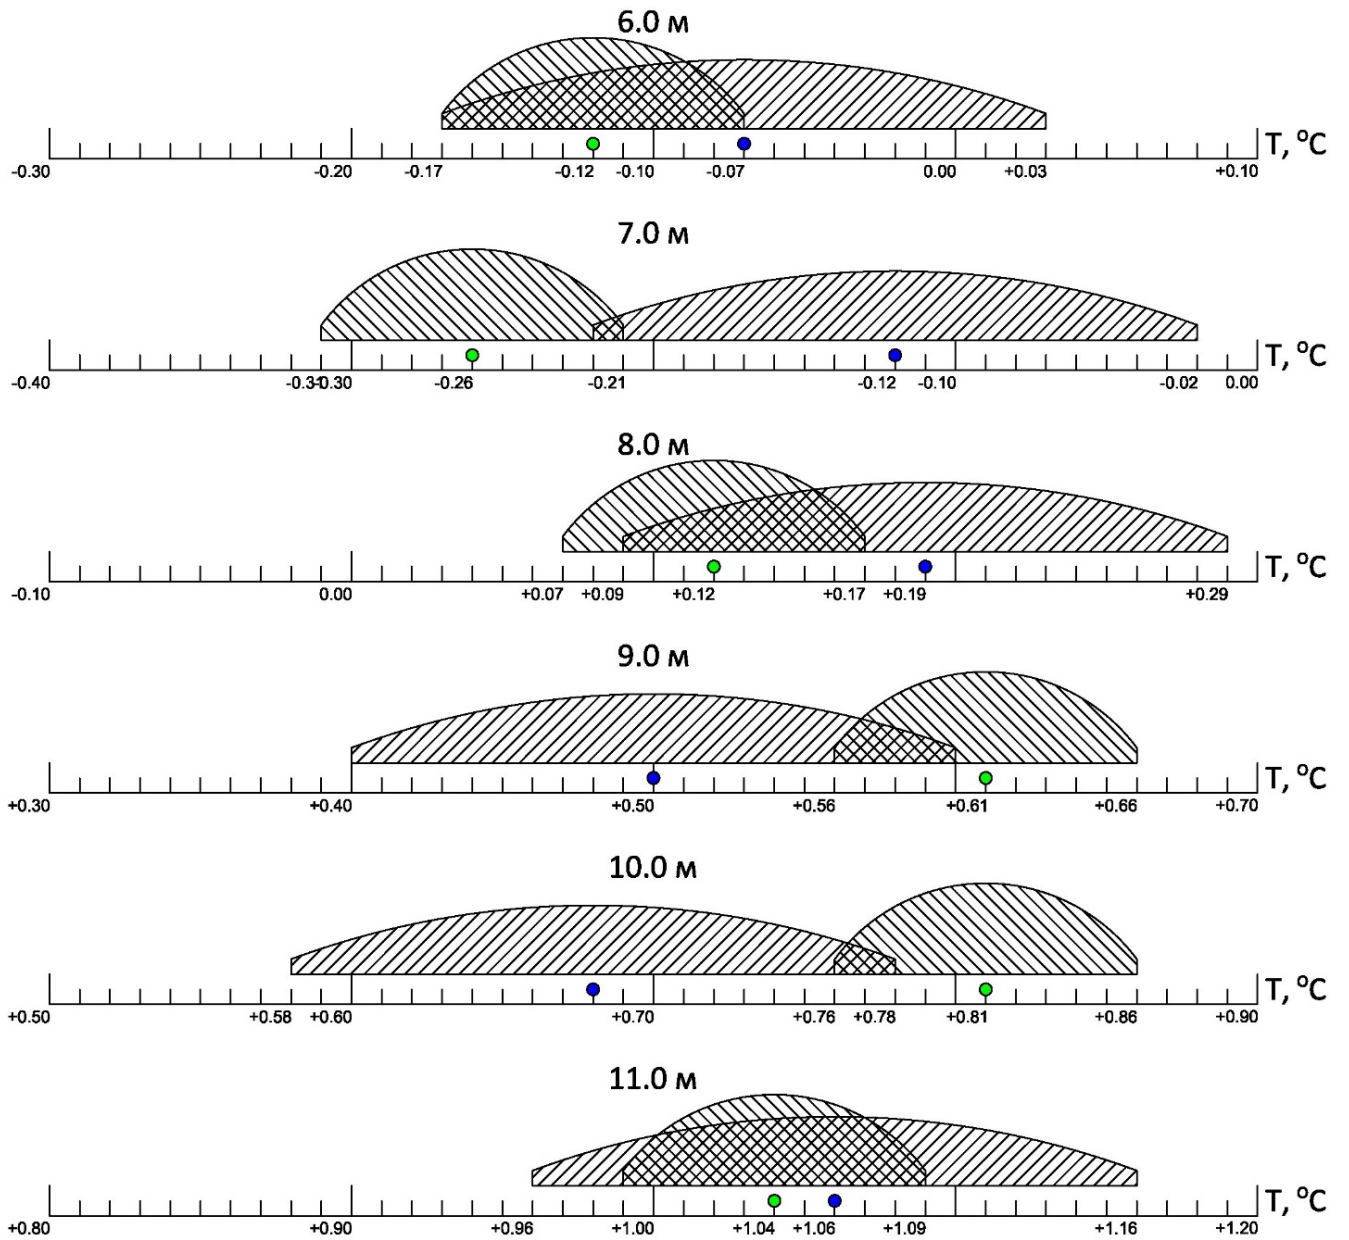 6.0 м
T, °C
-0.30 -0.20 -0.17 -0.12 -0.10 -0.07 0.00 +0.03 +0.10
7.0 м
T, °C
-0.40 -0.31 -0.30 -0.26 -0.21 -0.12 -0.10 -0.02 0.00
8.0 м
T, °C
-0.10 0.00 +0.07 +0.09 +0.12 +0.17 +0.19 +0.29
9.0 м
T, °C
+0.30 +0.40 +0.50 +0.56 +0.61 +0.66 +0.70
10.0 м
T, °C
+0.50 +0.58 +0.60 +0.70 +0.76 +0.78 +0.81 +0.86 +0.90
11.0 м
T, °C
+0.80 +0.90 +0.96 +1.00 +1.04 +1.06 +1.09 +1.16 +1.20